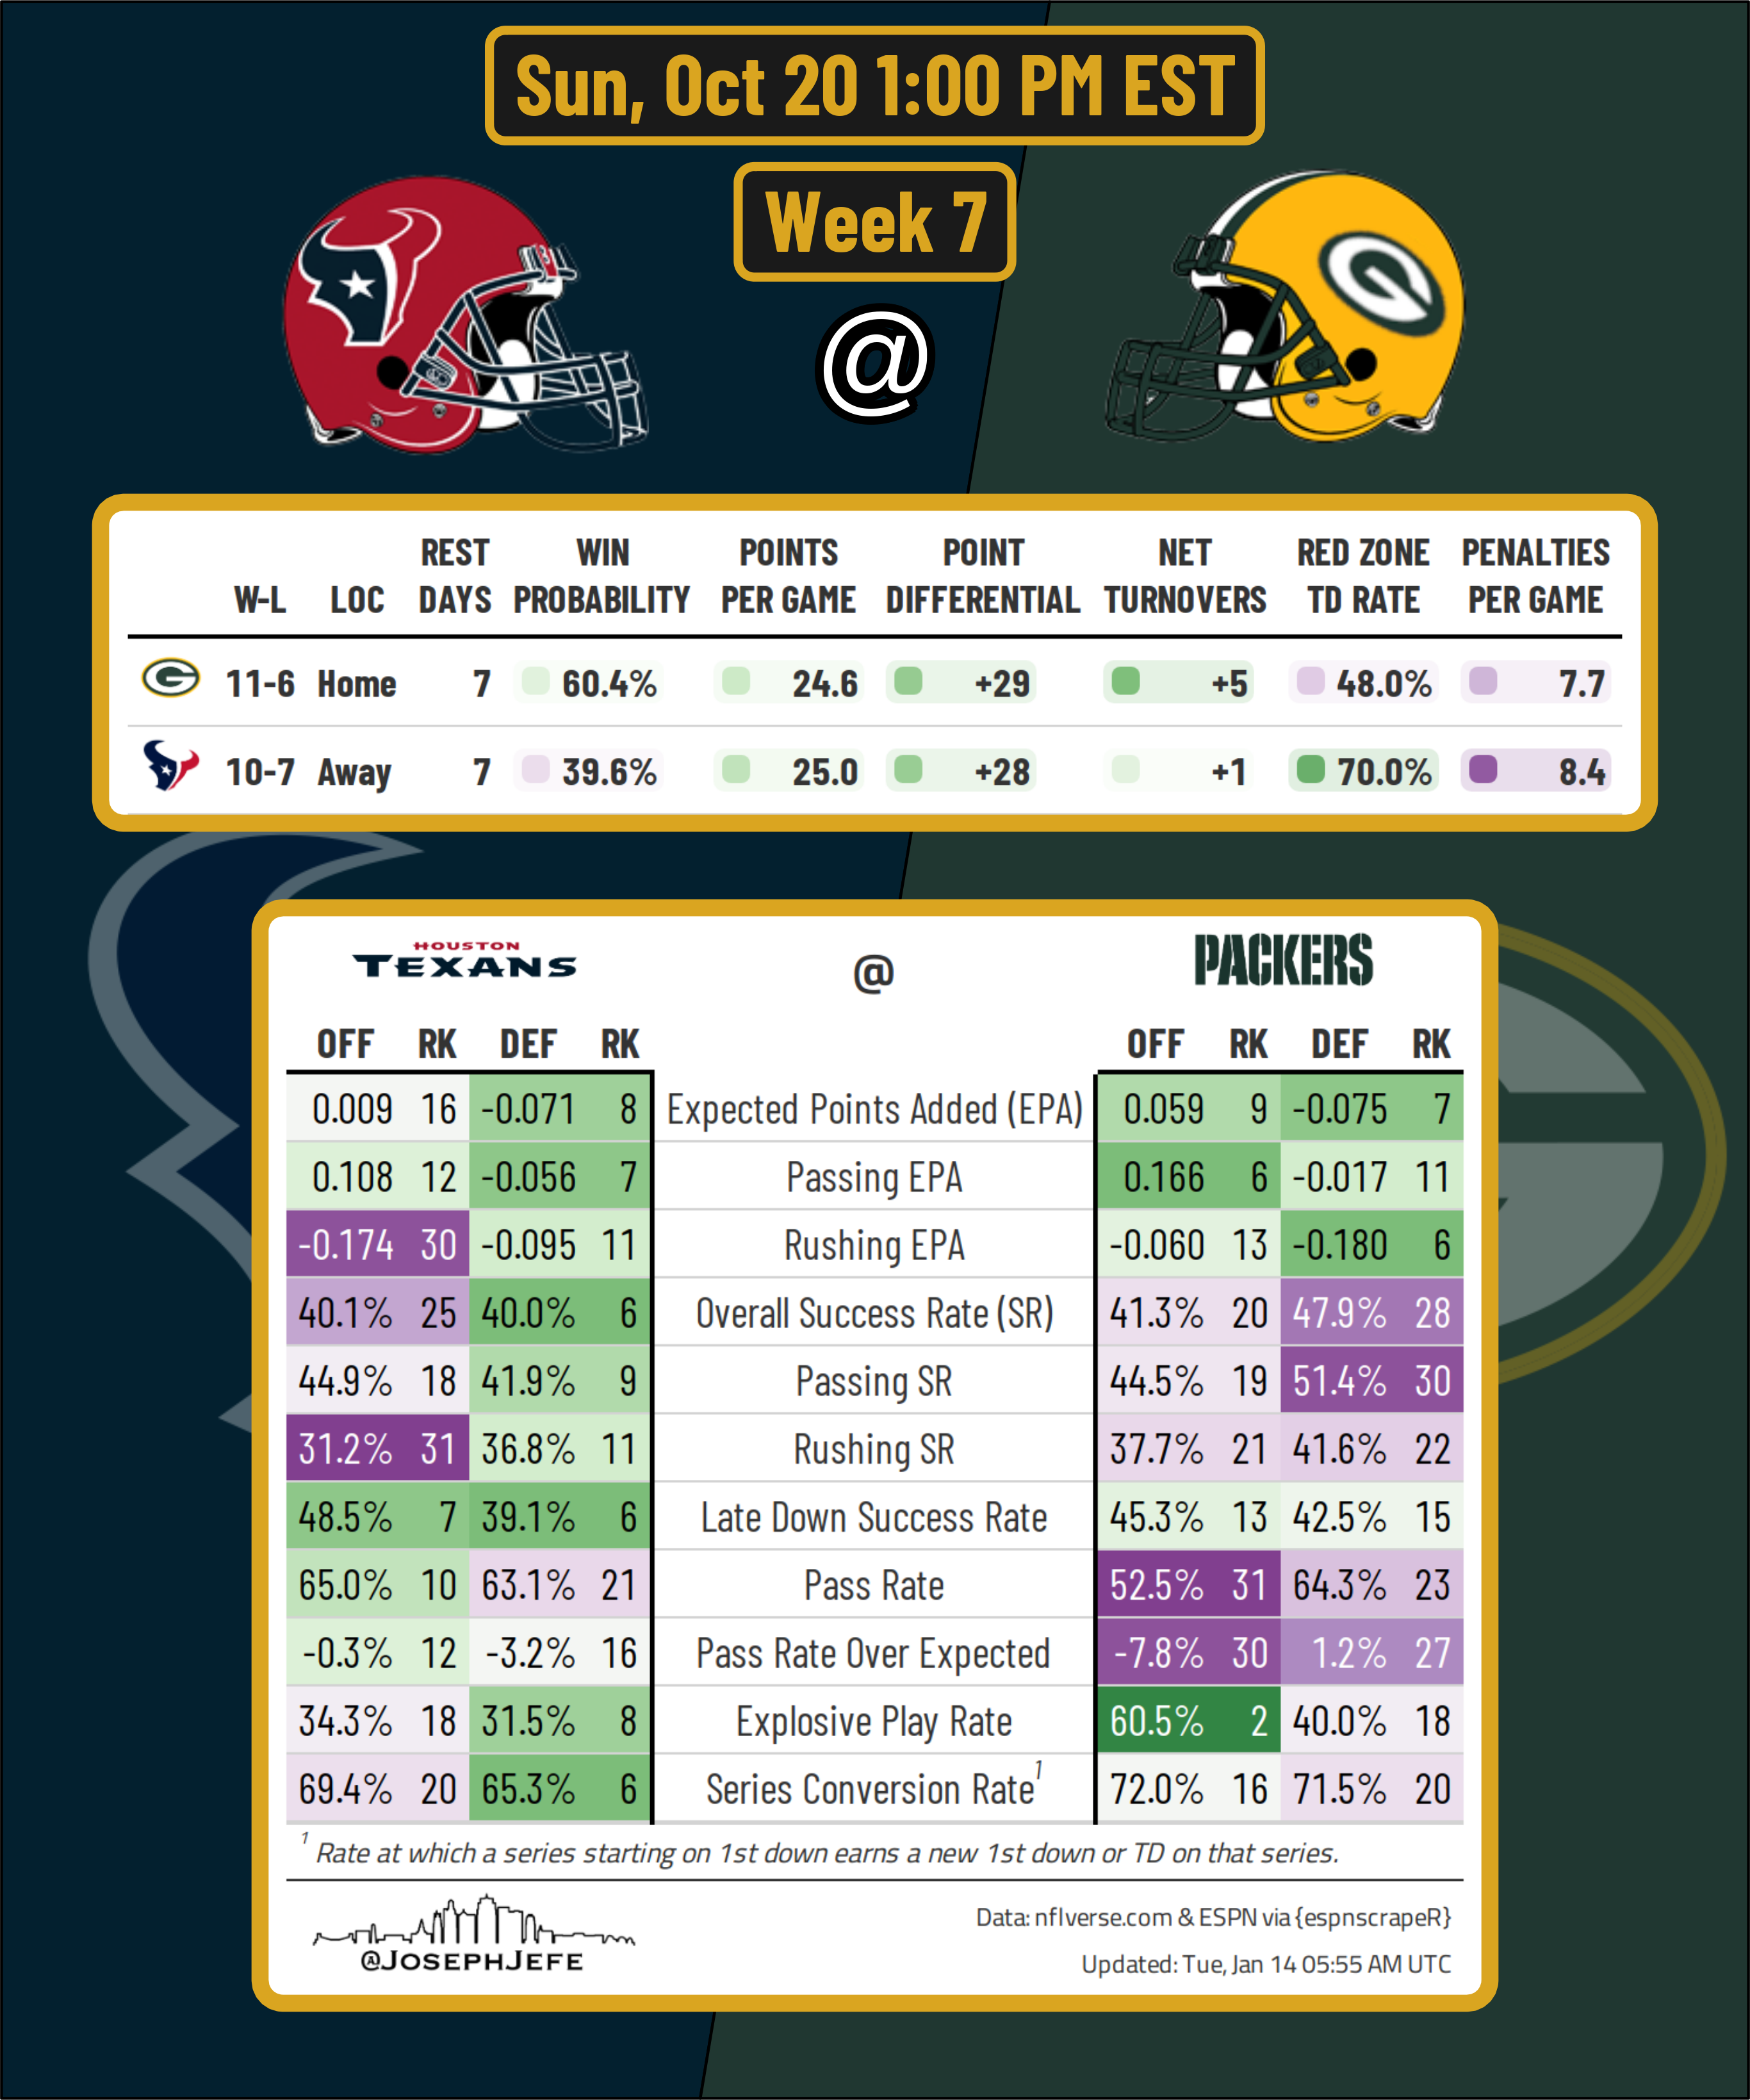 Sun, Oct 20 1:00 PM EST
Week 7
@
REST WIN POINTS POINT NET RED ZONE PENALTIES
W-L LOC DAYS PROBABILITY PER GAME DIFFERENTIAL TURNOVERS TD RATE PER GAME
G 11-6 Home 7 60.4% 24.6 +29 +5 48.0% 7.7
10-7 Away 7 39.6% 25.0 +28 +1 70.0% 8.4
HOUSTON
TEXANS @ PACKERS
OFF RK DEF RK OFF RK DEF RK
0.009 16 -0.071 8 Expected Points Added (EPA) 0.059 9 -0.075 7
0.108 12 -0.056 7 Passing EPA 0.166 6 -0.017 11
-0.174 30 -0.095 11 Rushing EPA -0.060 13 -0.180 6
40.1% 25 40.0% 6 Overall Success Rate (SR) 41.3% 20 47.9% 28
44.9% 18 41.9% 9 Passing SR 44.5% 19 51.4% 30
31.2% 31 36.8% 11 Rushing SR 37.7% 21 41.6% 22
48.5% 7 39.1% 6 Late Down Success Rate 45.3% 13 42.5% 15
65.0% 10 63.1% 21 Pass Rate 52.5% 31 64.3% 23
-0.3% 12 -3.2% 16 Pass Rate Over Expected -7.8% 30 1.2% 27
34.3% 18 31.5% 8 Explosive Play Rate 60.5% 2 40.0% 18
69.4% 20 65.3% 6 Series Conversion Rate¹ 72.0% 16 71.5% 20
¹ Rate at which a series starting on 1st down earns a new 1st down or TD on that series.
@JOSEPHJEFE
Data: nflverse.com & ESPN via {espnscrapeR}
Updated: Tue, Jan 14 05:55 AM UTC